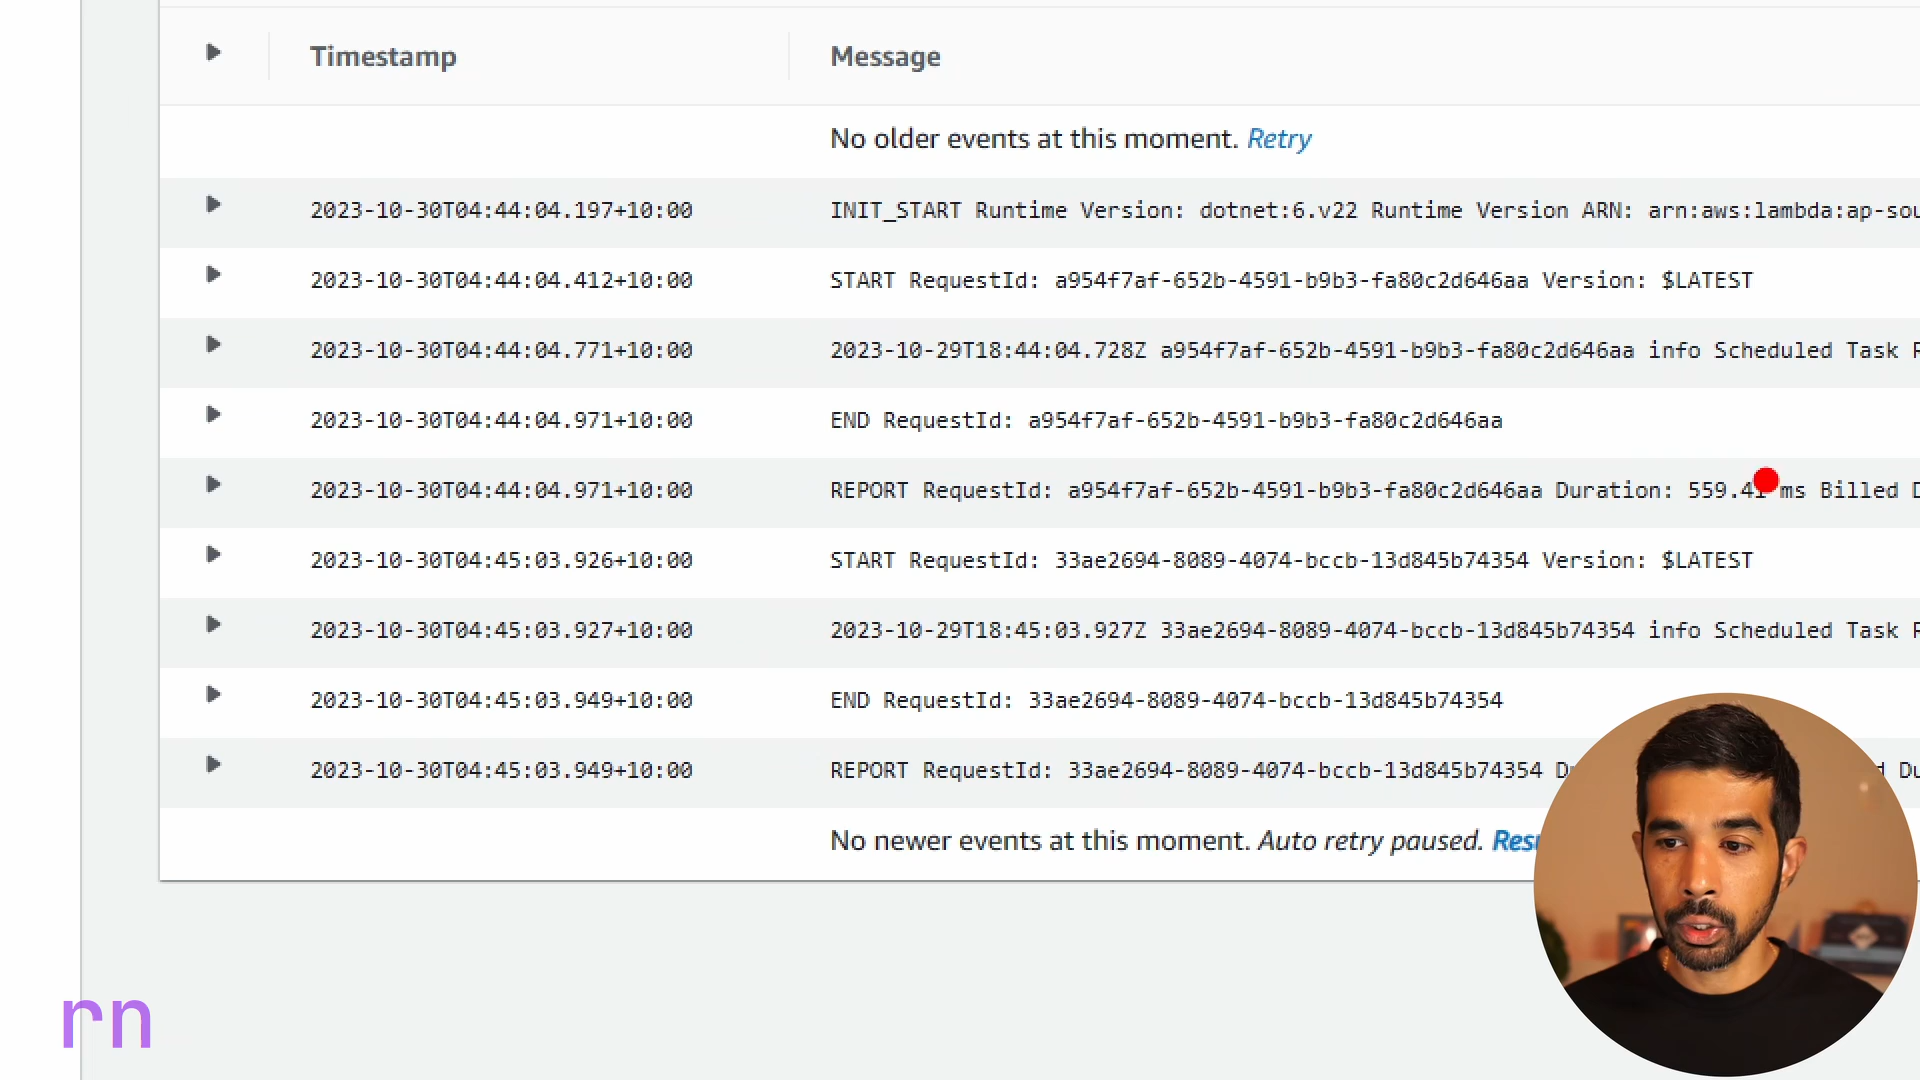 Timestamp Message
No older events at this moment. Retry
2023-10-30T04:44:04.197+10:00 INIT_START Runtime Version: dotnet:6.v22 Runtime Version ARN: arn:aws:lambda:ap-sou
2023-10-30T04:44:04.412+10:00 START RequestId: a954f7af-652b-4591-b9b3-fa80c2d646aa Version: $LATEST
2023-10-30T04:44:04.771+10:00 2023-10-29T18:44:04.728Z a954f7af-652b-4591-b9b3-fa80c2d646aa info Scheduled Task R
2023-10-30T04:44:04.971+10:00 END RequestId: a954f7af-652b-4591-b9b3-fa80c2d646aa
2023-10-30T04:44:04.971+10:00 REPORT RequestId: a954f7af-652b-4591-b9b3-fa80c2d646aa Duration: 559.41 ms Billed D
2023-10-30T04:45:03.926+10:00 START RequestId: 33ae2694-8089-4074-bccb-13d845b74354 Version: $LATEST
2023-10-30T04:45:03.927+10:00 2023-10-29T18:45:03.927Z 33ae2694-8089-4074-bccb-13d845b74354 info Scheduled Task R
2023-10-30T04:45:03.949+10:00 END RequestId: 33ae2694-8089-4074-bccb-13d845b74354
2023-10-30T04:45:03.949+10:00 REPORT RequestId: 33ae2694-8089-4074-bccb-13d845b74354 D d Du
No newer events at this moment. Auto retry paused. Res
rn